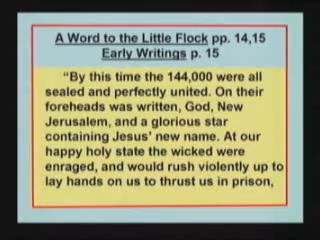 A Word to the Little Flock pp. 14,15
Early Writings p. 15
“By this time the 144,000 were all
sealed and perfectly united. On their
foreheads was written, God, New
Jerusalem, and a glorious star
containing Jesus’ new name. At our
happy holy state the wicked were
enraged, and would rush violently up to
lay hands on us to thrust us in prison,